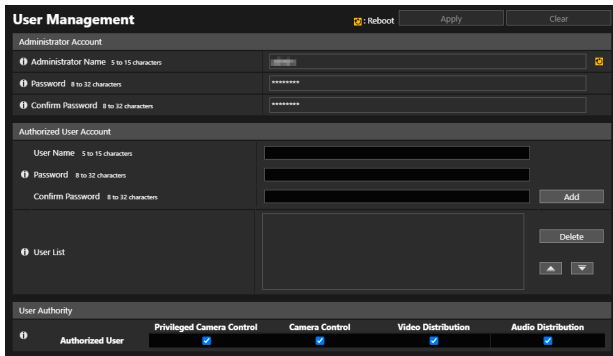 User Management : Reboot Apply Clear
Administrator Account
Administrator Name 5 to 15 characters
Password 8 to 32 characters ********
Confirm Password 8 to 32 characters ********
Authorized User Account
User Name 5 to 15 characters
Password 8 to 32 characters
Confirm Password 8 to 32 characters Add
User List Delete
User Authority
Privileged Camera Control Camera Control Video Distribution Audio Distribution
Authorized User